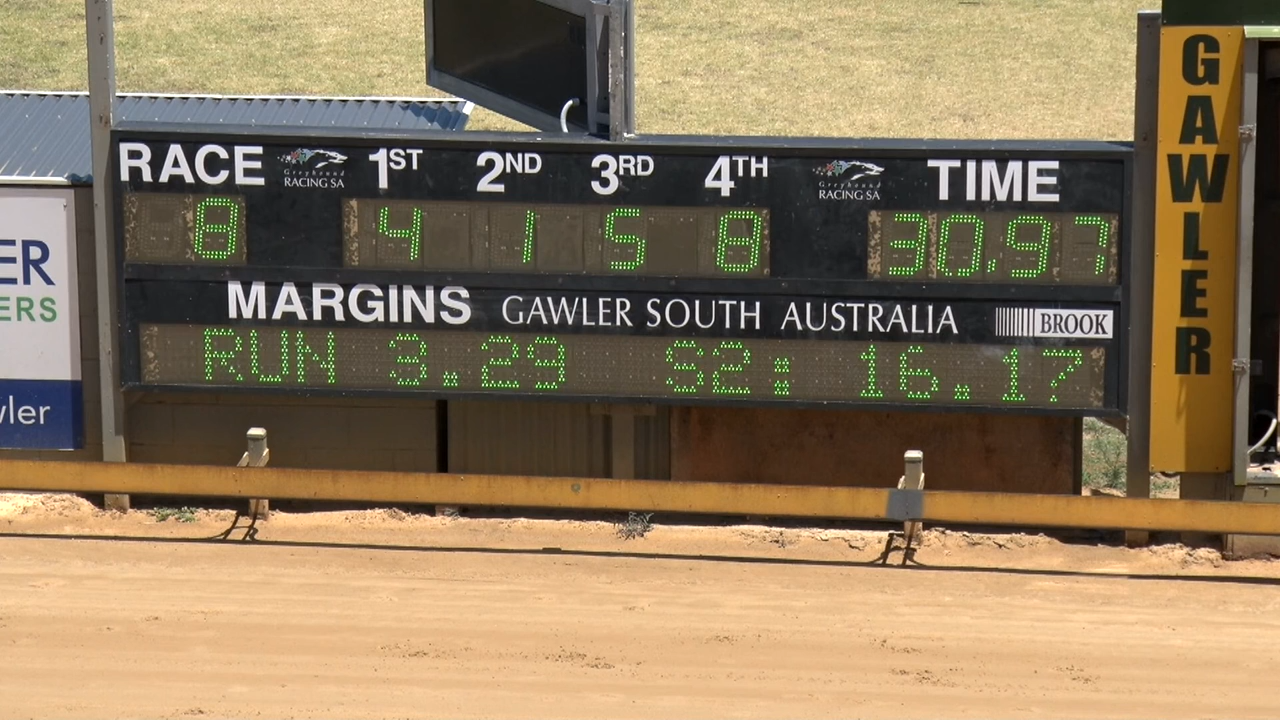 RACE Greyhound RACING SA 1ST 2ND 3RD 4TH Greyhound RACING SA TIME
8 4 1 5 8 30.97
MARGINS GAWLER SOUTH AUSTRALIA BROOK
RUN 3.29 S2: 16.17
GAWLER
ER
ERS
wler